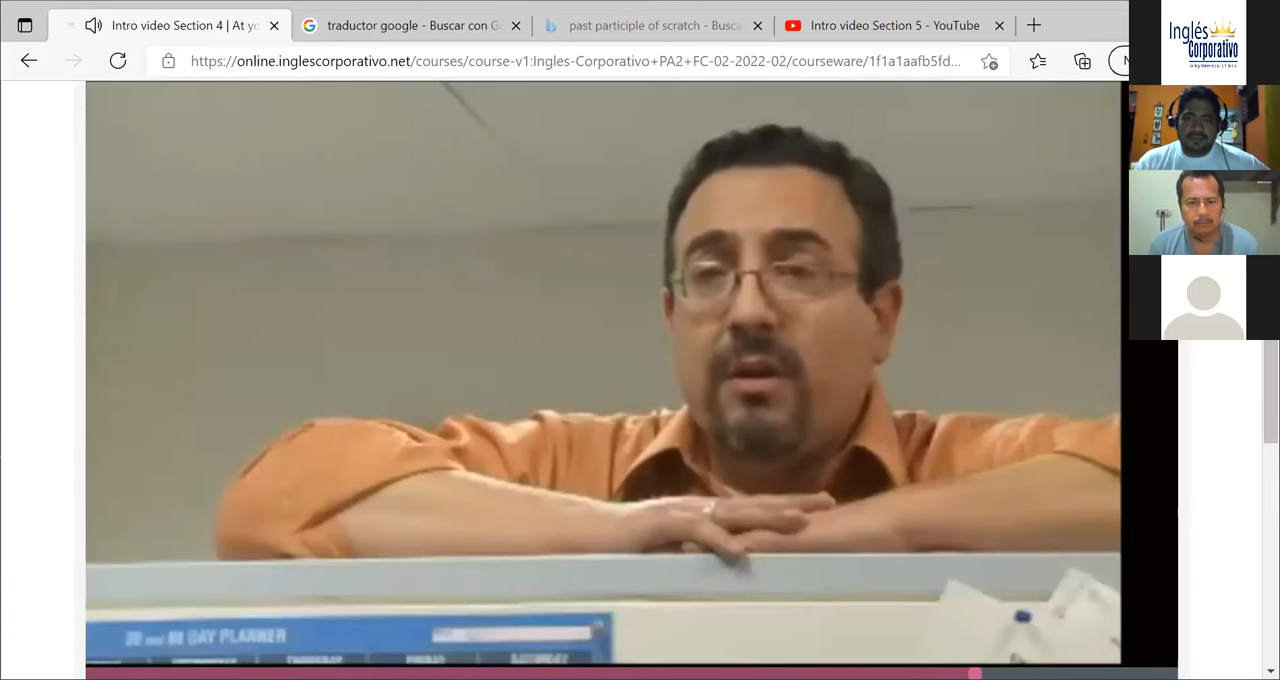 Intro video Section 4 | At yo
traductor google - Buscar con G
past participle of scratch - Busca
Intro video Section 5 - YouTube
https://online.inglescorporativo.net/courses/course-v1:Ingles-Corporativo+PA2+FC-02-2022-02/courseware/1f1a1aafb5fd...
Inglés
Corporativo
DAY PLANNER